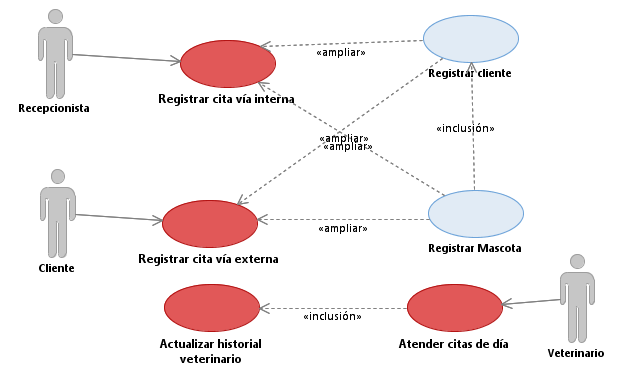 «ampliar»
Registrar cliente
Recepcionista
Registrar cita vía interna
«inclusión»
«ampliar»
«ampliar»
«ampliar»
Registrar Mascota
Cliente
Registrar cita vía externa
«inclusión»
Actualizar historial
veterinario
Atender citas de día
Veterinario